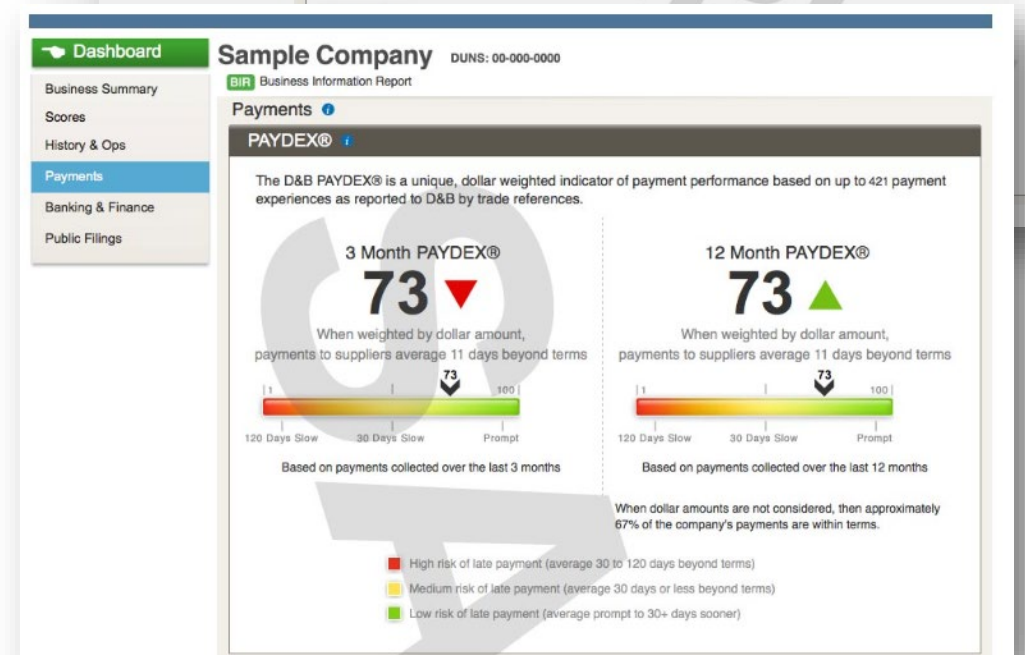 Dashboard
Business Summary
Scores
History & Ops
Payments
Banking & Finance
Public Filings
Sample Company DUNS: 00-000-0000
BIR Business Information Report
Payments i
PAYDEX® i
The D&B PAYDEX® is a unique, dollar weighted indicator of payment performance based on up to 421 payment
experiences as reported to D&B by trade references.
3 Month PAYDEX®
73
When weighted by dollar amount,
payments to suppliers average 11 days beyond terms
73
1 100
120 Days Slow 30 Days Slow Prompt
Based on payments collected over the last 3 months
12 Month PAYDEX®
73
When weighted by dollar amount,
payments to suppliers average 11 days beyond terms
73
1 100
120 Days Slow 30 Days Slow Prompt
Based on payments collected over the last 12 months
When dollar amounts are not considered, then approximately
67% of the company's payments are within terms.
High risk of late payment (average 30 to 120 days beyond terms)
Medium risk of late payment (average 30 days or less beyond terms)
Low risk of late payment (average prompt to 30+ days sooner)